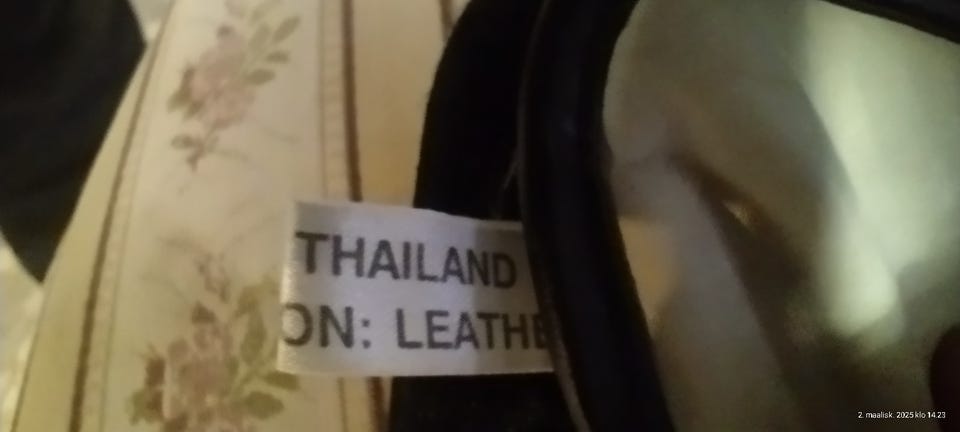 THAILAND
ON: LEATHE
2. maalisk. 2025 klo 14.23